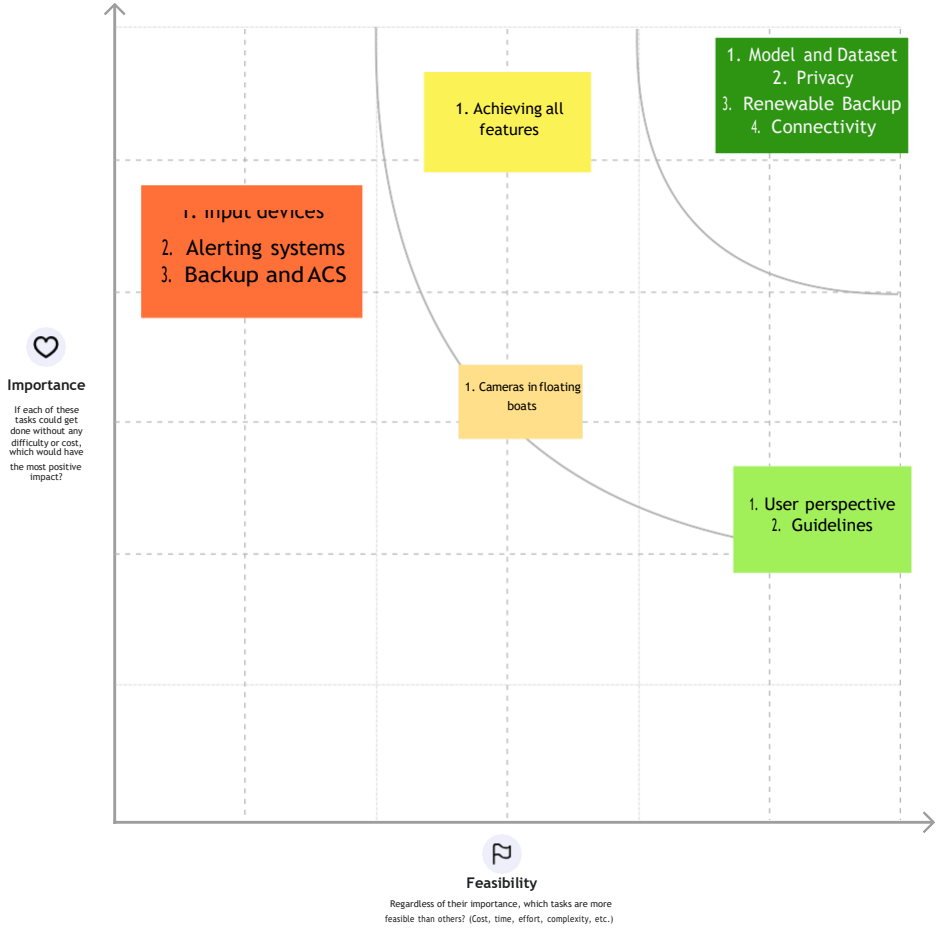 1. Model and Dataset
2. Privacy
3. Renewable Backup
4. Connectivity
1. Achieving all
features
1. Input devices
2. Alerting systems
3. Backup and ACS
Importance
If each of these
tasks could get
done without any
difficulty or cost,
which would have
the most positive
impact?
1. Cameras in floating
boats
1. User perspective
2. Guidelines
Feasibility
Regardless of their importance, which tasks are more
feasible than others? (Cost, time, effort, complexity, etc.)